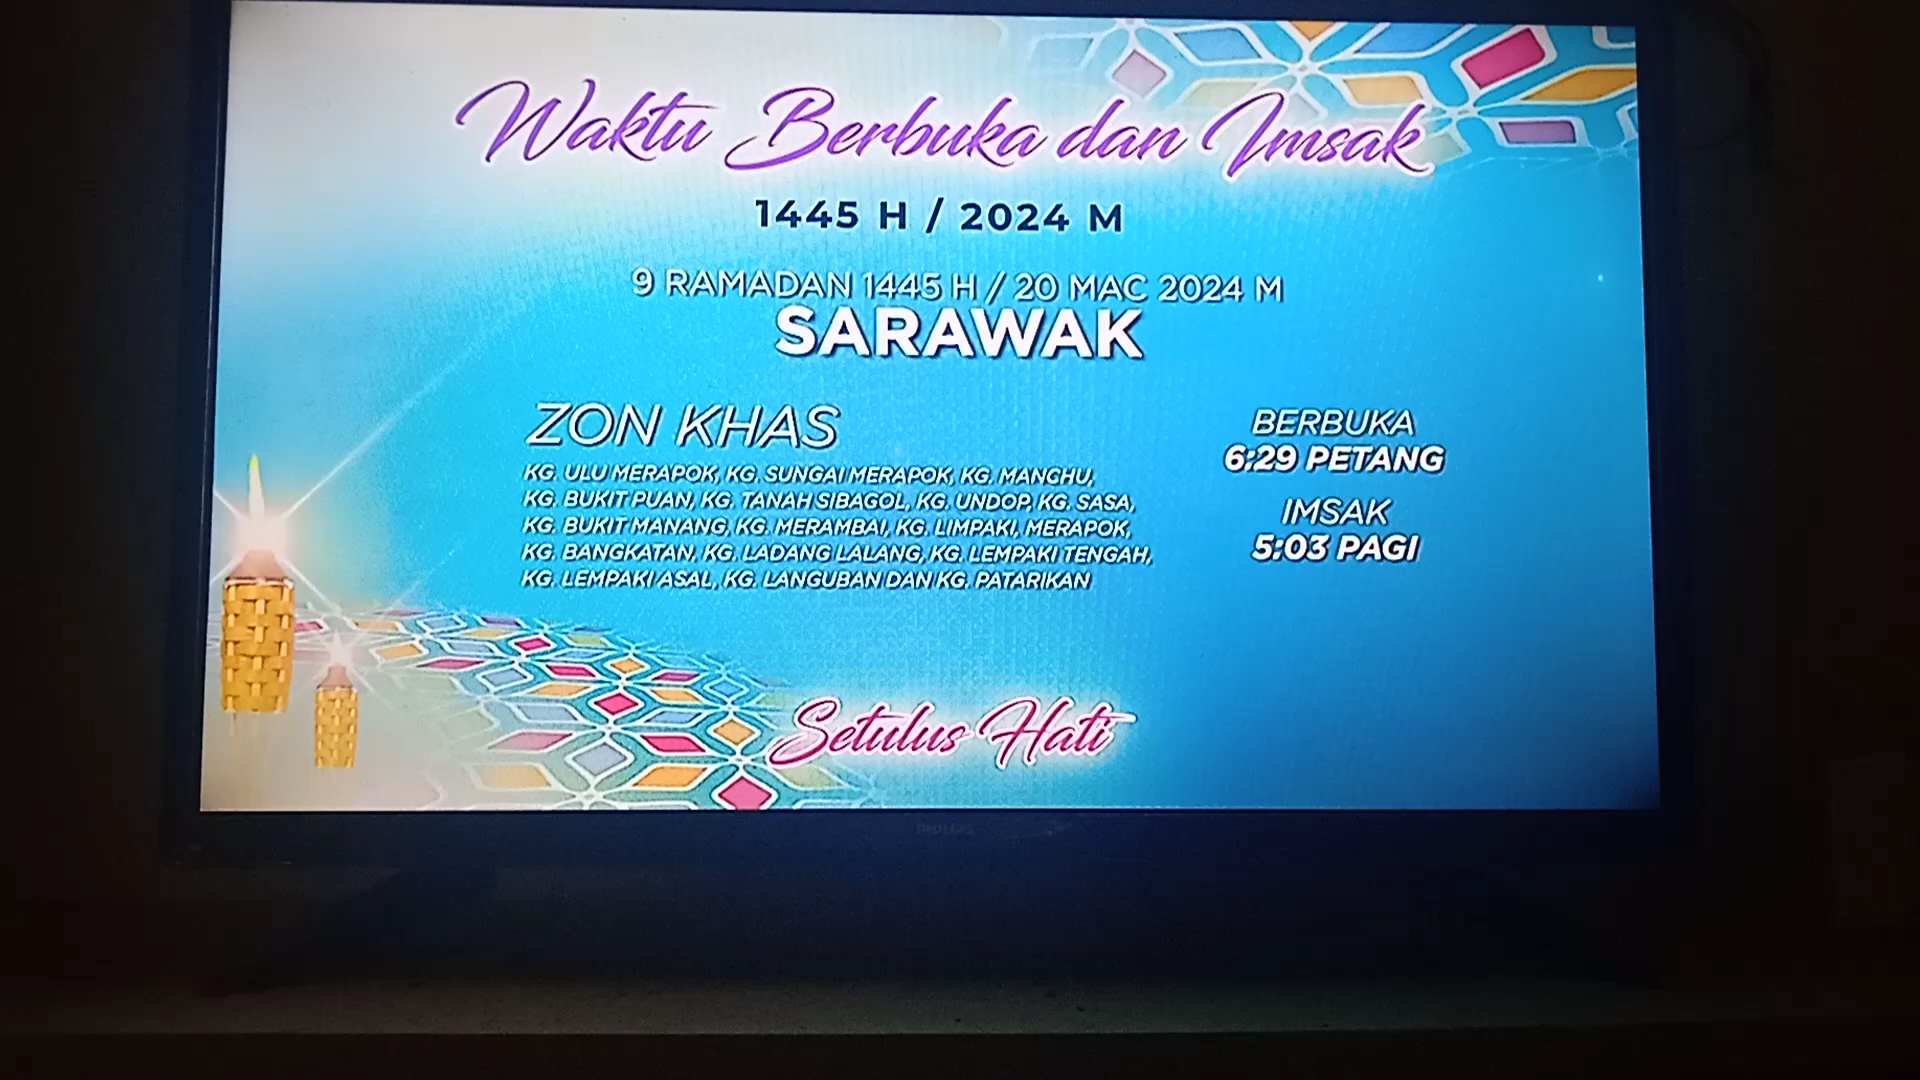 Waktu Berbuka dan Imsak
1445 H / 2024 M
9 RAMADAN 1445 H / 20 MAC 2024 M
SARAWAK
ZON KHAS
KG. ULU MERAPOK, KG. SUNGAI MERAPOK, KG. MANCHU,
KG. BUKIT PUAN, KG. TANAH SIBAGOL, KG. UNDOP, KG. SASA,
KG. BUKIT MANANG, KG. MERAMBAI, KG. LIMPAKI, MERAPOK,
KG. BANGKATAN, KG. LADANG LALANG, KG. LEMPAKI TENGAH,
KG. LEMPAKI ASAL, KG. LANGUBAN DAN KG. PATARIKAN
BERBUKA
6:29 PETANG
IMSAK
5:03 PAGI
Setulus Hati